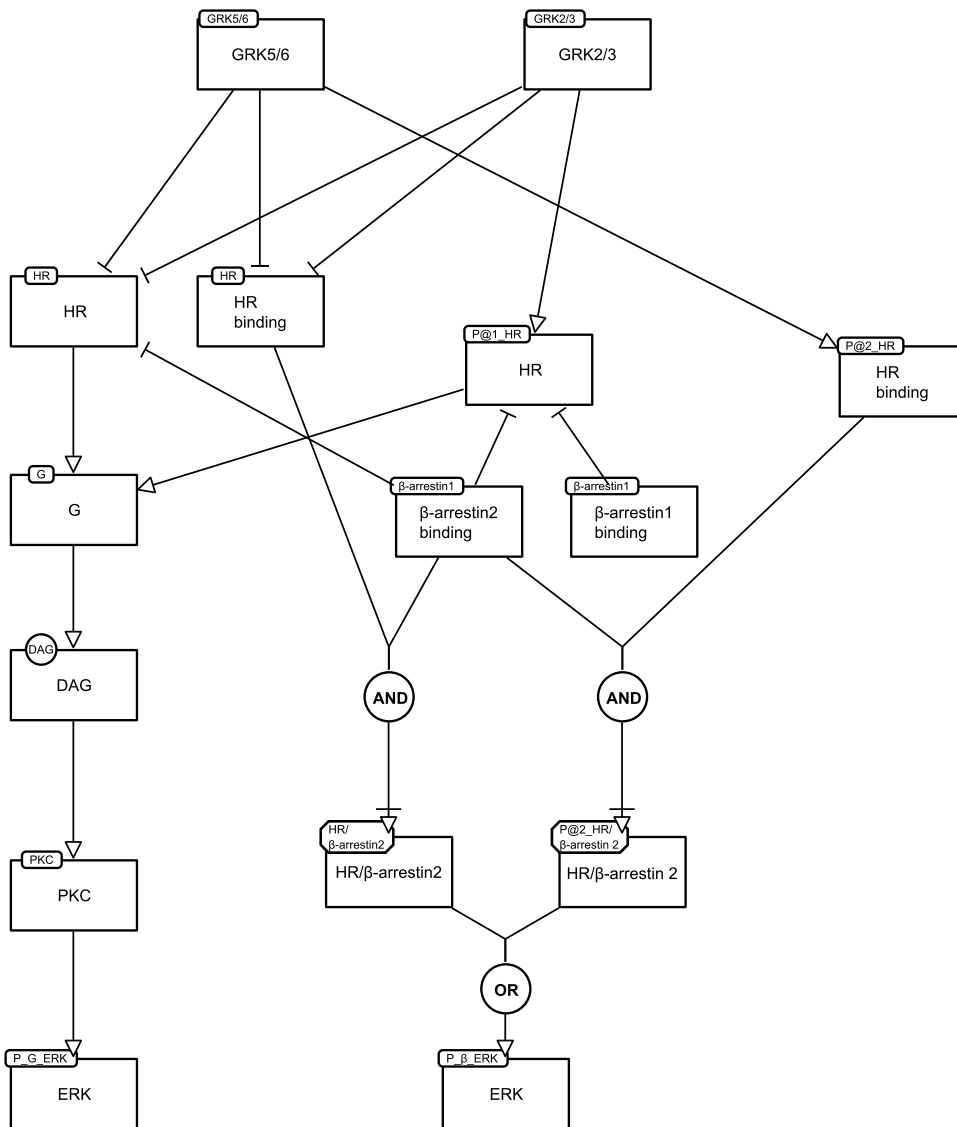 GRK5/6
GRK5/6
GRK2/3
GRK2/3
HR
HR
HR
HR
binding
P@1_HR
HR
P@2_HR
HR
binding
G
G
β-arrestin1
β-arrestin2
binding
β-arrestin1
β-arrestin1
binding
DAG
DAG
AND
AND
HR/
β-arrestin2
HR/β-arrestin2
P@2_HR/
β-arrestin 2
HR/β-arrestin 2
PKC
PKC
OR
P_G_ERK
ERK
P_β_ERK
ERK